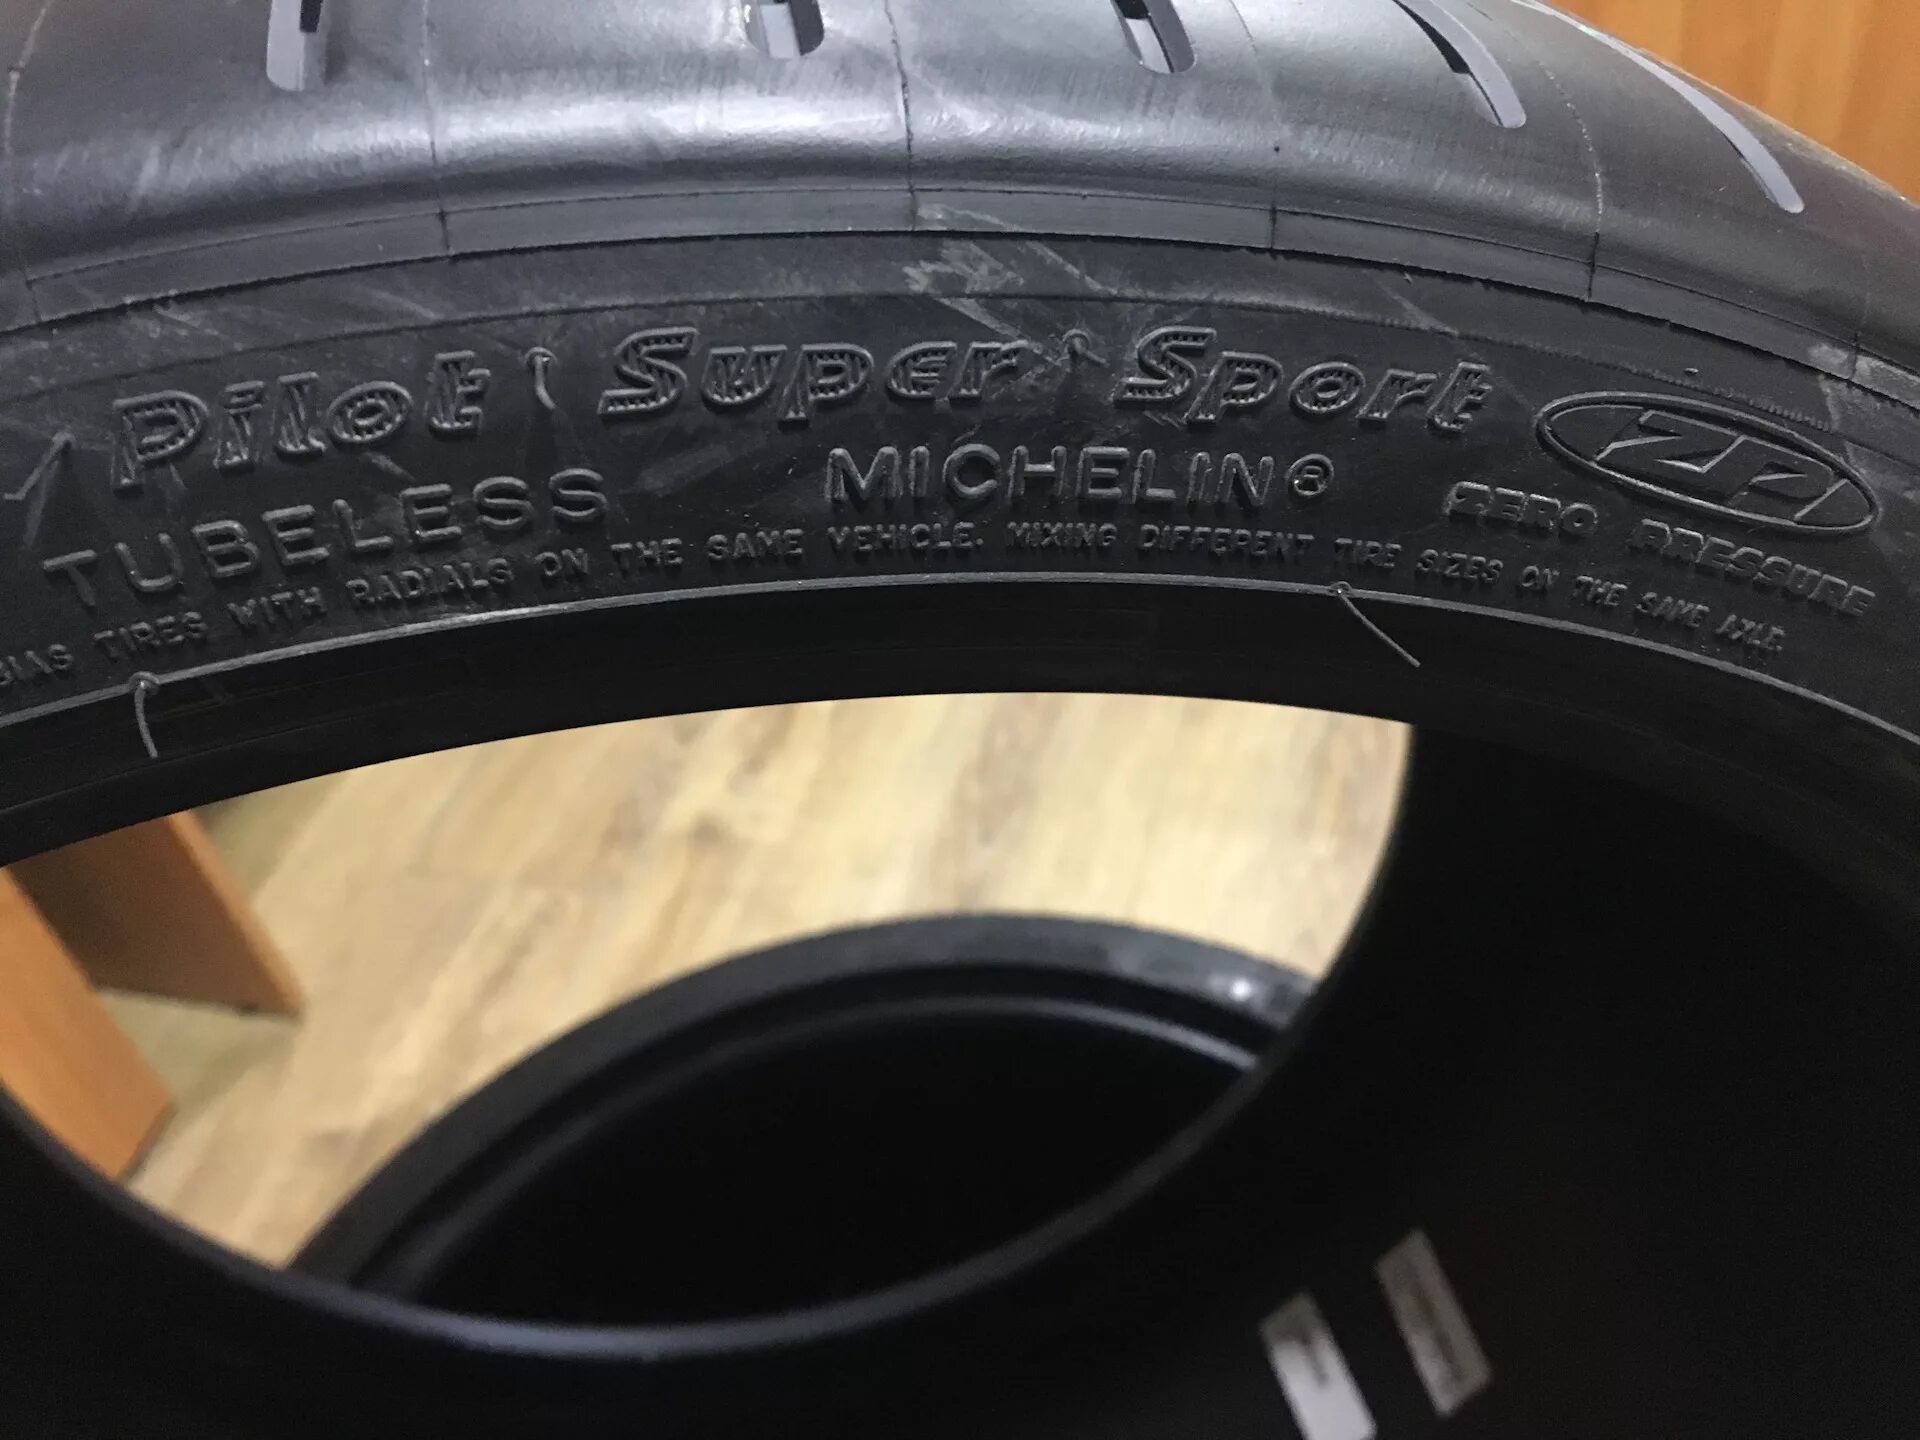 Pilot Super Sport
ZP
TUBELESS MICHELIN® ZERO PRESSURE
BIAS TIRES WITH RADIALS ON THE SAME VEHICLE. MIXING DIFFERENT TIRE SIZES ON THE SAME AXLE.